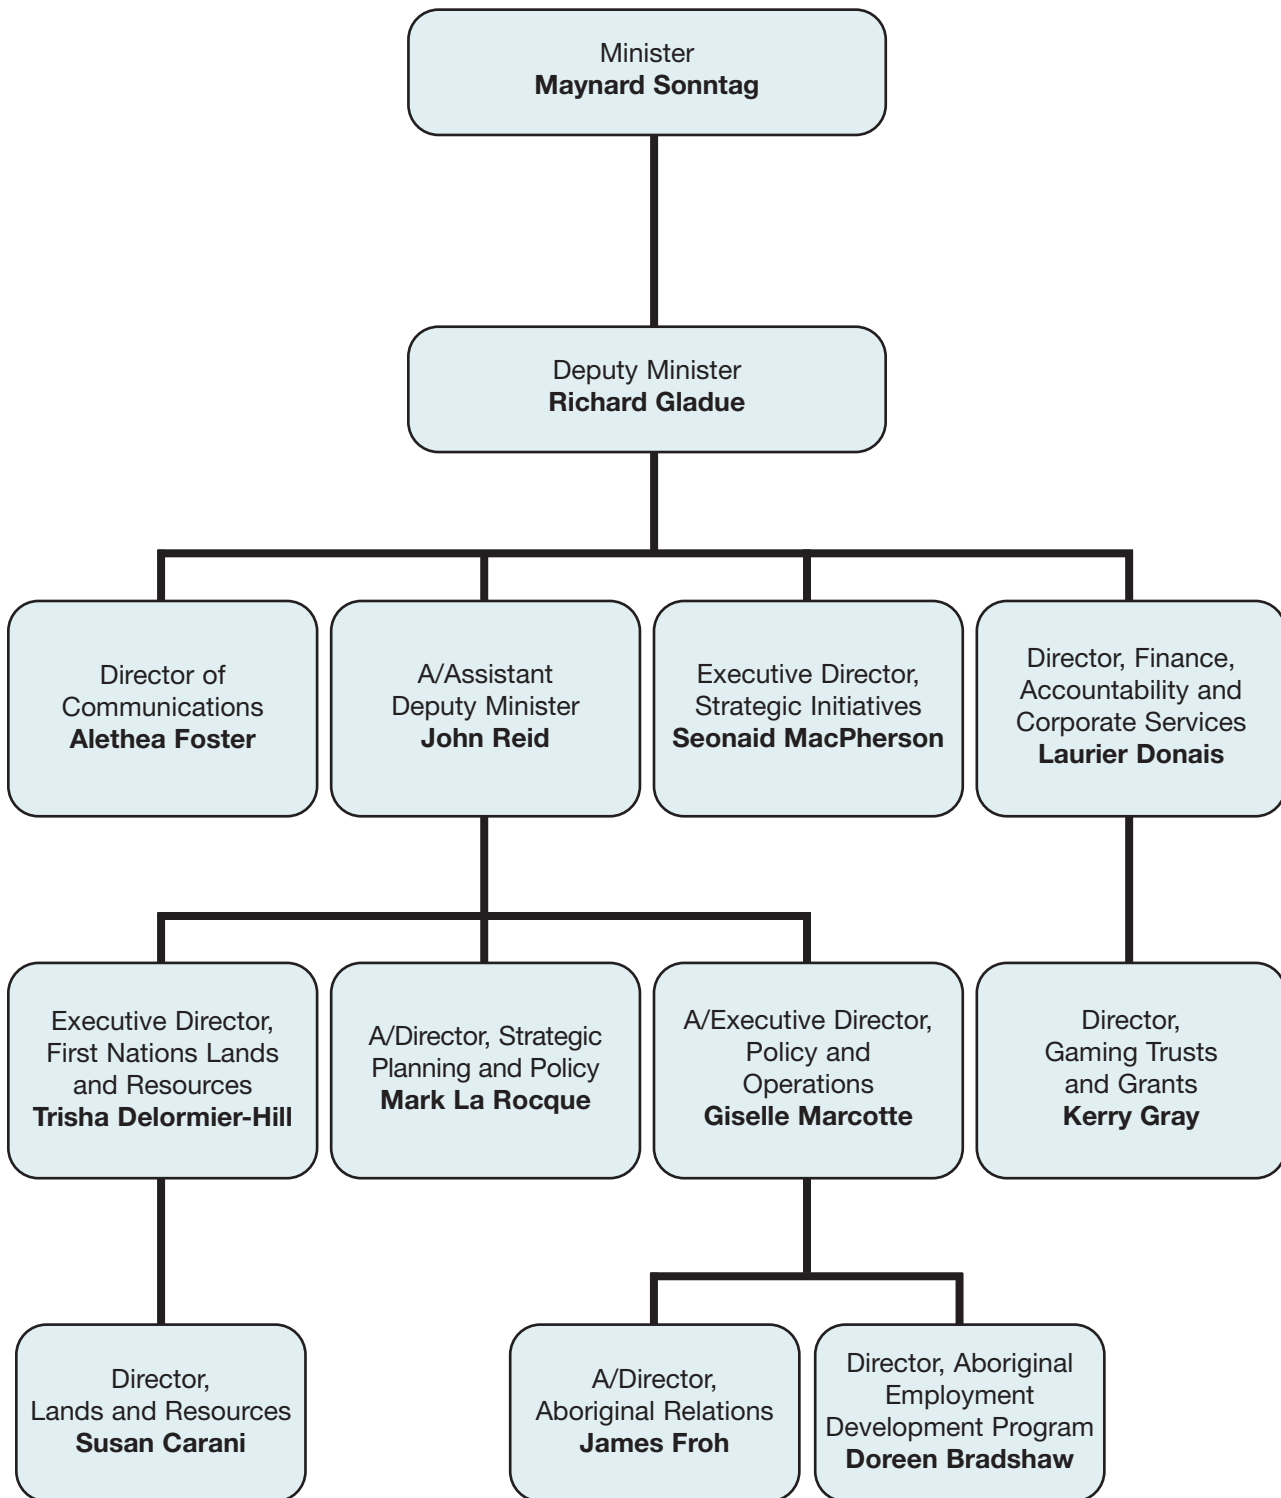 Minister
Maynard Sonntag
Deputy Minister
Richard Gladue
Director of
Communications
Alethea Foster
A/Assistant
Deputy Minister
John Reid
Executive Director,
Strategic Initiatives
Seonaid MacPherson
Director, Finance,
Accountability and
Corporate Services
Laurier Donais
Executive Director,
First Nations Lands
and Resources
Trisha Delormier-Hill
A/Director, Strategic
Planning and Policy
Mark La Rocque
A/Executive Director,
Policy and
Operations
Giselle Marcotte
Director,
Gaming Trusts
and Grants
Kerry Gray
Director,
Lands and Resources
Susan Carani
A/Director,
Aboriginal Relations
James Froh
Director, Aboriginal
Employment
Development Program
Doreen Bradshaw